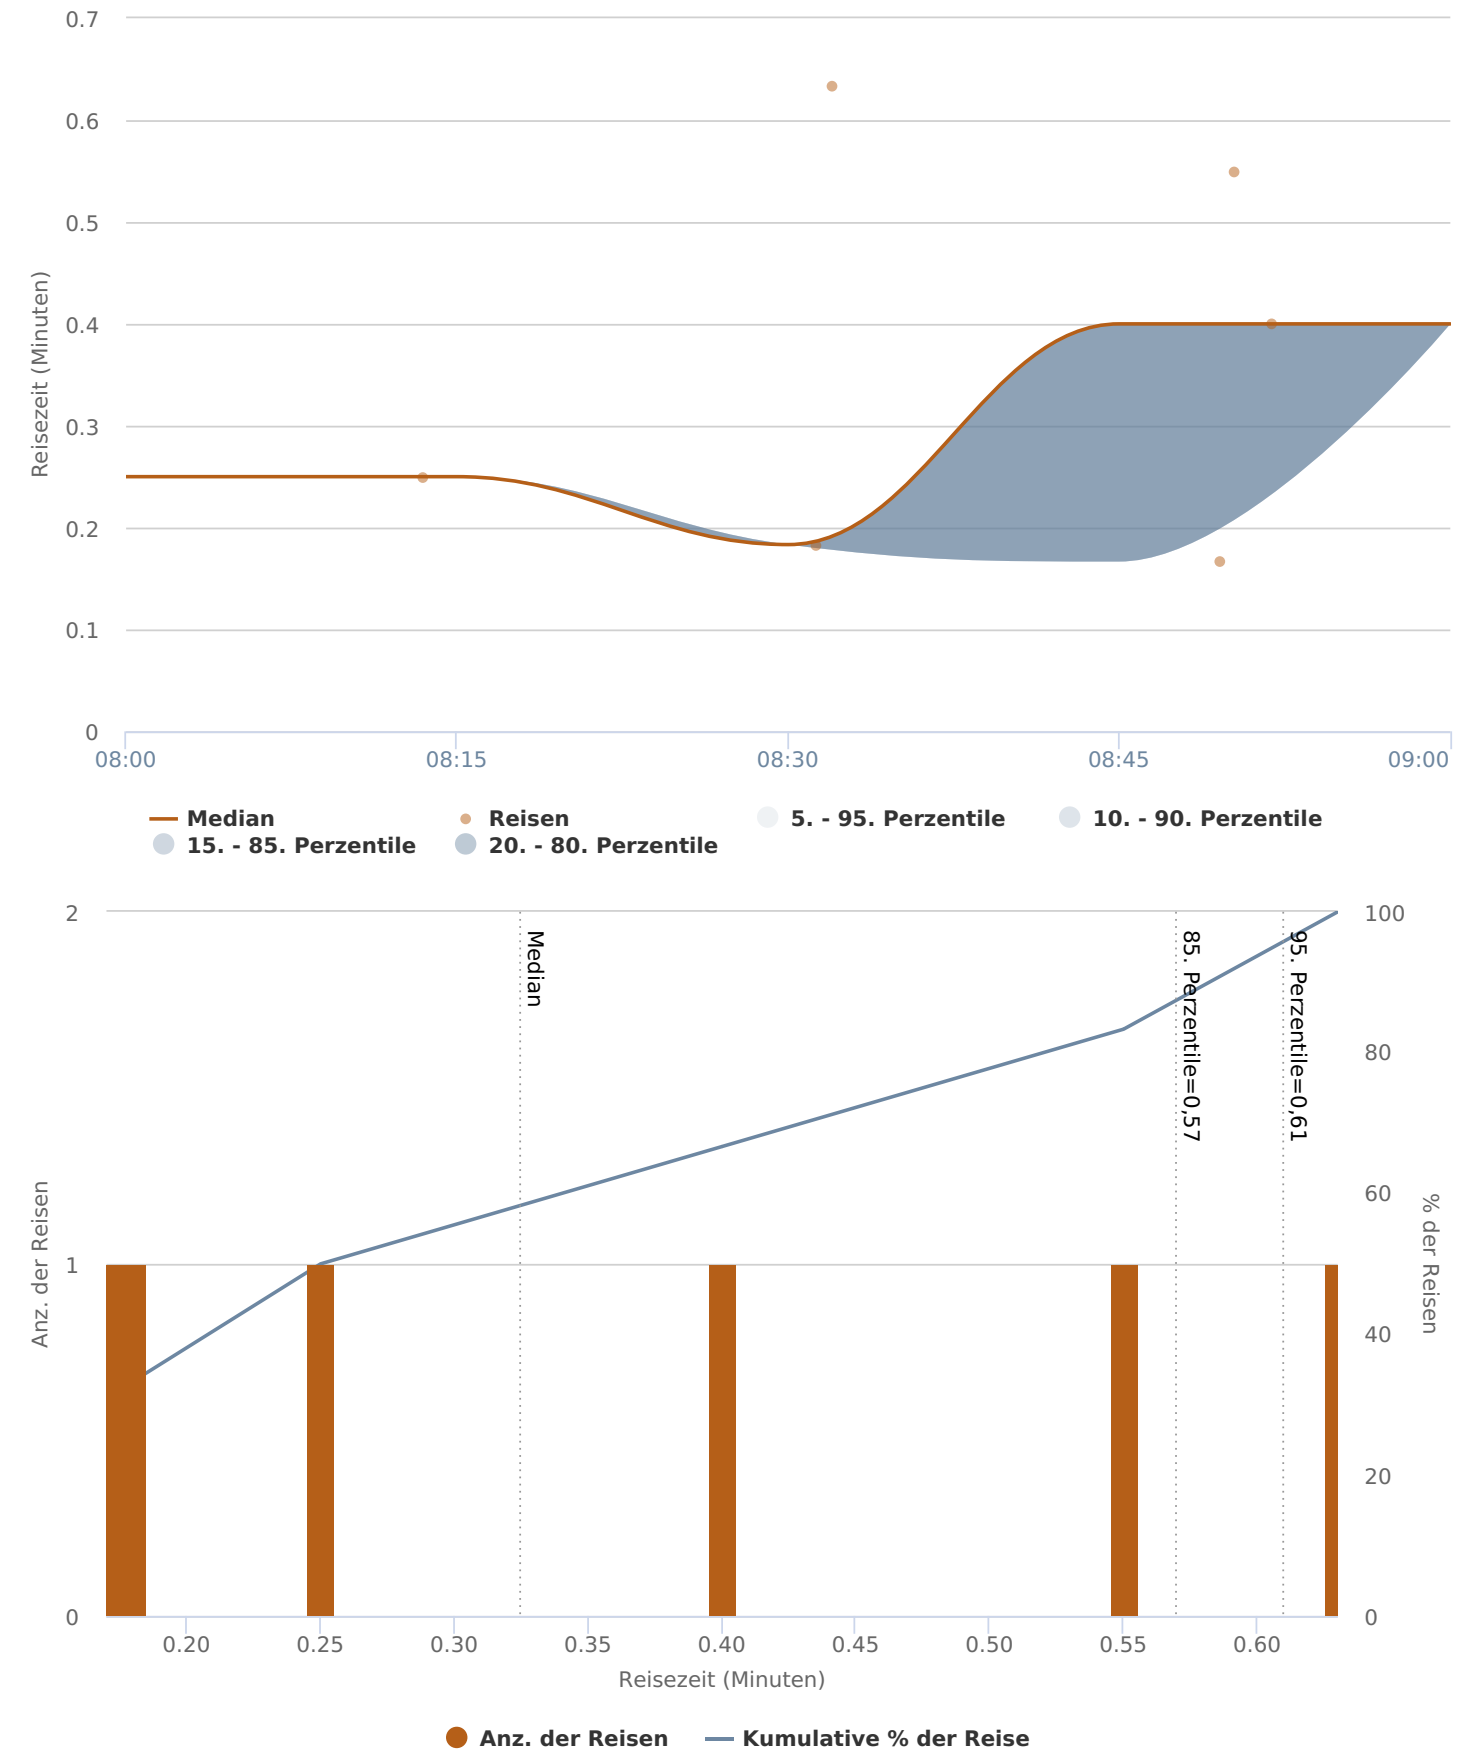 0.7
0.6
0.5
0.4
0.3
0.2
0.1
0
Reisezeit (Minuten)
08:00 08:15 08:30 08:45 09:00
Median Reisen 5. - 95. Perzentile 10. - 90. Perzentile
15. - 85. Perzentile 20. - 80. Perzentile
2
1
0
Anz. der Reisen
Median
85. Perzentile=0,57
95. Perzentile=0,61
100
80
60
40
20
0
% der Reisen
0.20 0.25 0.30 0.35 0.40 0.45 0.50 0.55 0.60
Reisezeit (Minuten)
Anz. der Reisen Kumulative % der Reise